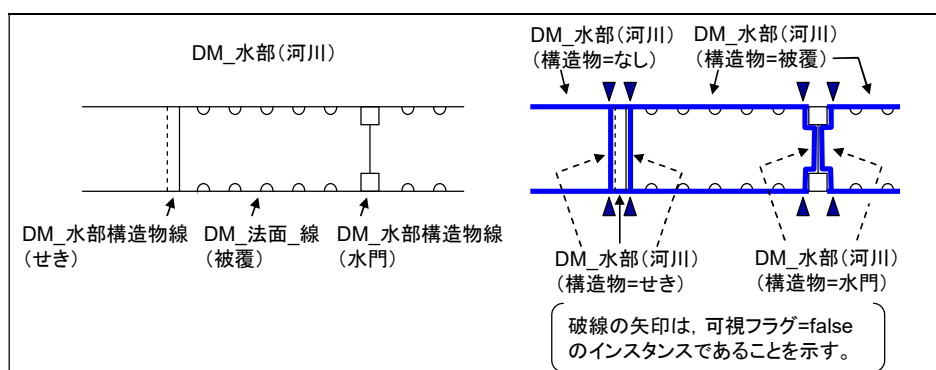 DM_水部(河川)
DM_水部構造物線
(せき)
DM_法面_線
(被覆)
DM_水部構造物線
(水門)
DM_水部(河川)
(構造物=なし)
DM_水部(河川)
(構造物=被覆)
DM_水部(河川)
(構造物=せき)
DM_水部(河川)
(構造物=水門)
破線の矢印は,可視フラグ=false
のインスタンスであることを示す。